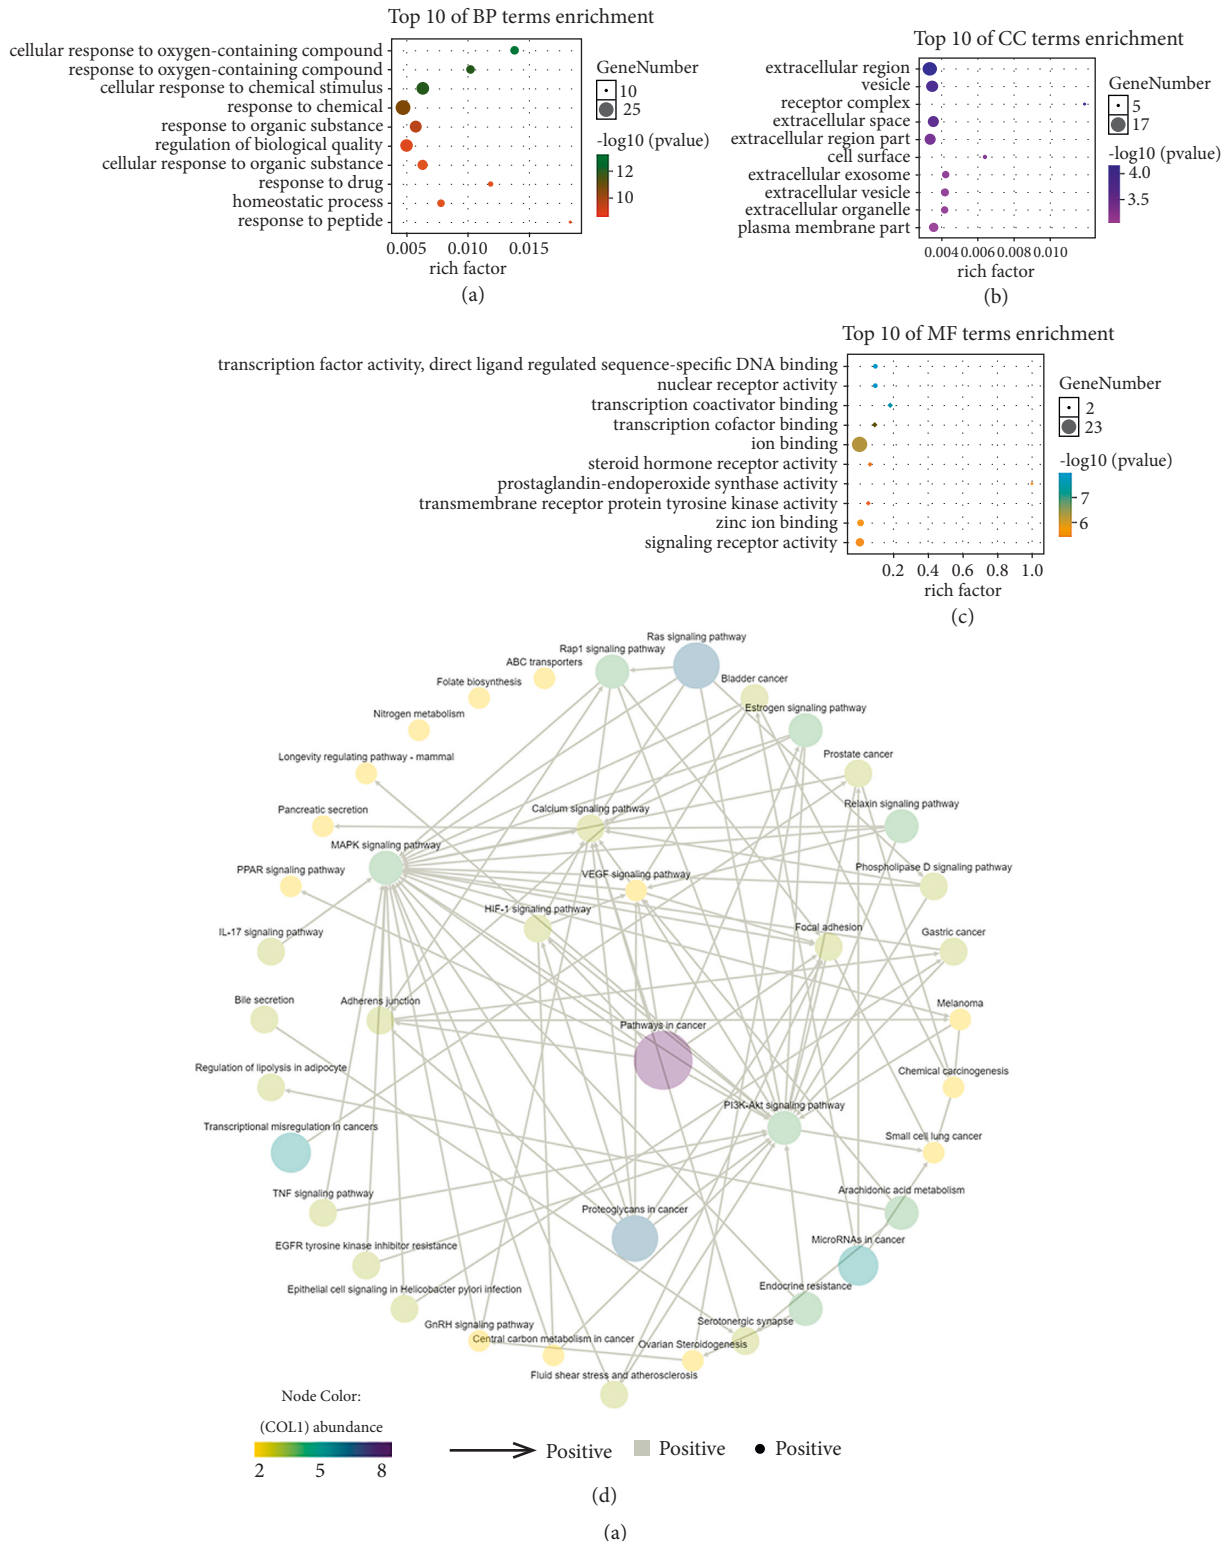 Top 10 of BP terms enrichment
cellular response to oxygen-containing compound
response to oxygen-containing compound
cellular response to chemical stimulus
response to chemical
response to organic substance
regulation of biological quality
cellular response to organic substance
response to drug
homeostatic process
response to peptide
0.005 0.010 0.015
rich factor
GeneNumber
10
25
-log10 (pvalue)
12
10
(a)
Top 10 of CC terms enrichment
extracellular region
vesicle
receptor complex
extracellular space
extracellular region part
cell surface
extracellular exosome
extracellular vesicle
extracellular organelle
plasma membrane part
0.004 0.006 0.008 0.010
rich factor
GeneNumber
5
17
-log10 (pvalue)
4.0
3.5
(b)
Top 10 of MF terms enrichment
transcription factor activity, direct ligand regulated sequence-specific DNA binding
nuclear receptor activity
transcription coactivator binding
transcription cofactor binding
ion binding
steroid hormone receptor activity
prostaglandin-endoperoxide synthase activity
transmembrane receptor protein tyrosine kinase activity
zinc ion binding
signaling receptor activity
0.2 0.4 0.6 0.8 1.0
rich factor
GeneNumber
2
23
-log10 (pvalue)
7
6
(c)
Ras signaling pathway
Rap1 signaling pathway
ABC transporters
Bladder cancer
Folate biosynthesis
Estrogen signaling pathway
Nitrogen metabolism
Prostate cancer
Longevity regulating pathway - mammal
Relaxin signaling pathway
Pancreatic secretion
Calcium signaling pathway
MAPK signaling pathway
Phospholipase D signaling pathway
PPAR signaling pathway
VEGF signaling pathway
HIF-1 signaling pathway
Focal adhesion
IL-17 signaling pathway
Gastric cancer
Bile secretion
Adherens junction
Melanoma
Pathways in cancer
Regulation of lipolysis in adipocyte
Chemical carcinogenesis
PI3K-Akt signaling pathway
Transcriptional misregulation in cancers
Small cell lung cancer
TNF signaling pathway
Arachidonic acid metabolism
Proteoglycans in cancer
MicroRNAs in cancer
EGFR tyrosine kinase inhibitor resistance
Endocrine resistance
Epithelial cell signaling in Helicobacter pylori infection
GnRH signaling pathway
Serotonergic synapse
Central carbon metabolism in cancer
Ovarian Steroidogenesis
Fluid shear stress and atherosclerosis
Node Color:
(COL1) abundance
2 5 8
Positive
Positive
Positive
(d)
(a)